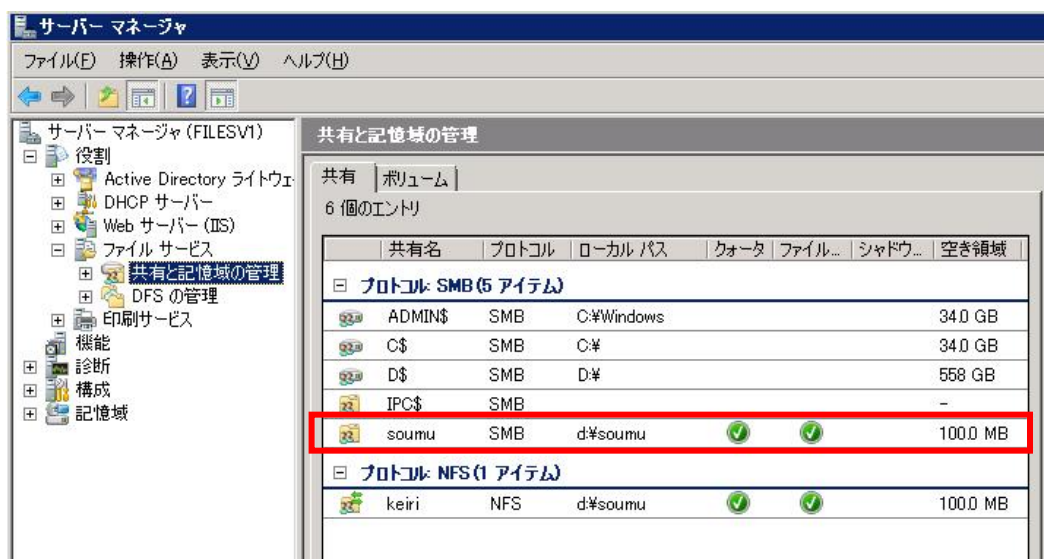 サーバー マネージャ
ファイル(F) 操作(A) 表示(V) ヘルプ(H)
サーバー マネージャ (FILESV1)
役割
Active Directory ライトウェ
DHCP サーバー
Web サーバー (IIS)
ファイル サービス
共有と記憶域の管理
DFS の管理
印刷サービス
機能
診断
構成
記憶域
共有と記憶域の管理
共有 ボリューム
6 個のエントリ
共有名 プロトコル ローカル パス クォータ ファイル... シャドウ... 空き領域
プロトコル: SMB (5 アイテム)
ADMIN$ SMB C:¥Windows 34.0 GB
C$ SMB C:¥ 34.0 GB
D$ SMB D:¥ 558 GB
IPC$ SMB -
soumu SMB d:¥soumu 100.0 MB
プロトコル: NFS (1 アイテム)
keiri NFS d:¥soumu 100.0 MB